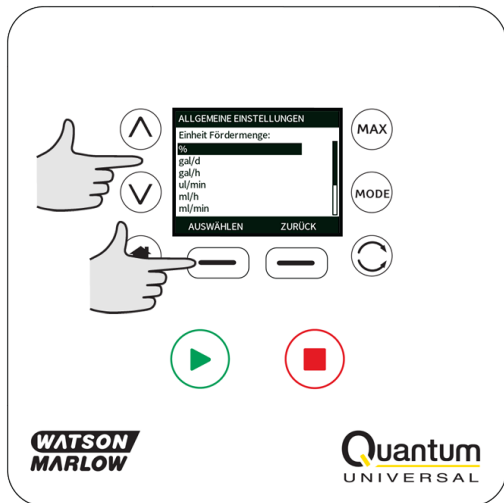 ALLGEMEINE EINSTELLUNGEN
Einheit Fördermenge:
%
gal/d
gal/h
ul/min
ml/h
ml/min
AUSWÄHLEN ZURÜCK
MAX
MODE
WATSON
MARLOW
Quantum
UNIVERSAL